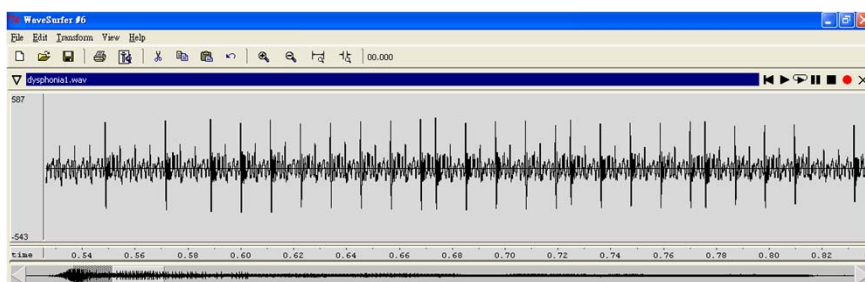 WaveSurfer #6
File Edit Transform View Help
00.000
dysphonia1.wav
587
-543
time 0.54 0.56 0.58 0.60 0.62 0.64 0.66 0.68 0.70 0.72 0.74 0.76 0.78 0.80 0.82